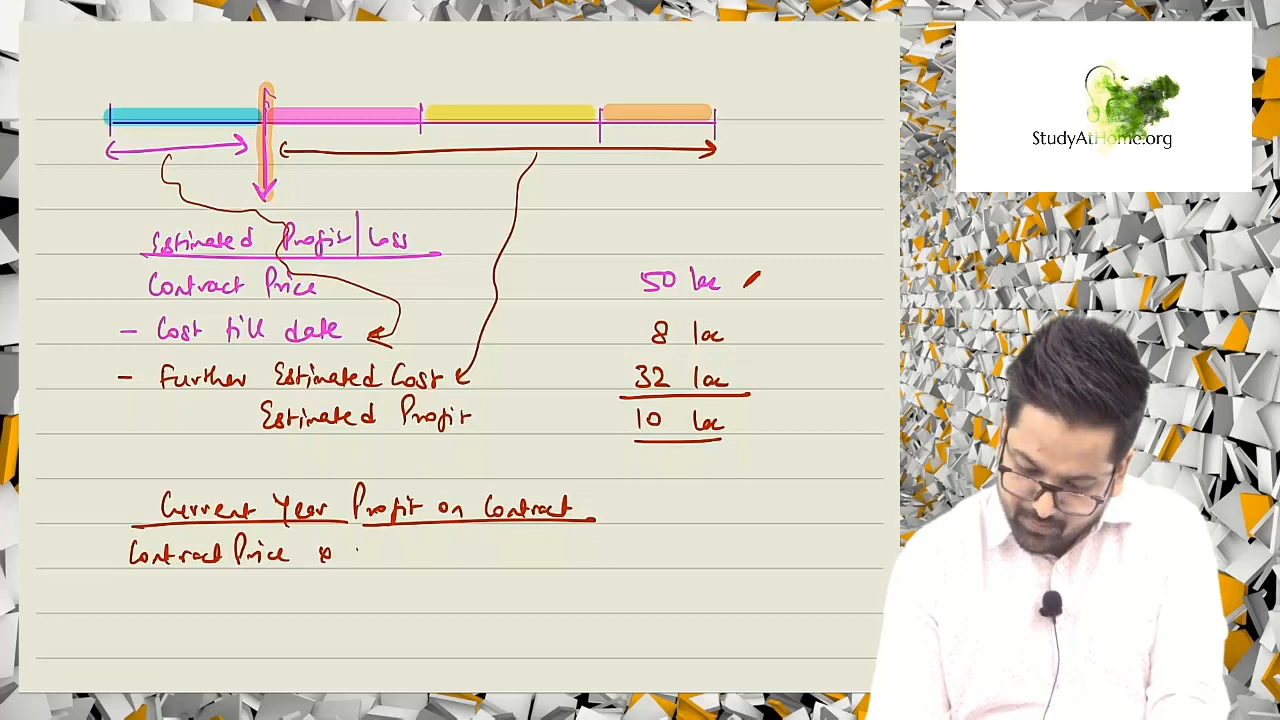 StudyAtHome.org
Estimated Profit | Loss
Contract Price 50 lac
- Cost till date 8 lac
- Further Estimated Cost 32 lac
Estimated Profit 10 lac
Current Year Profit on Contract
Contract Price ×